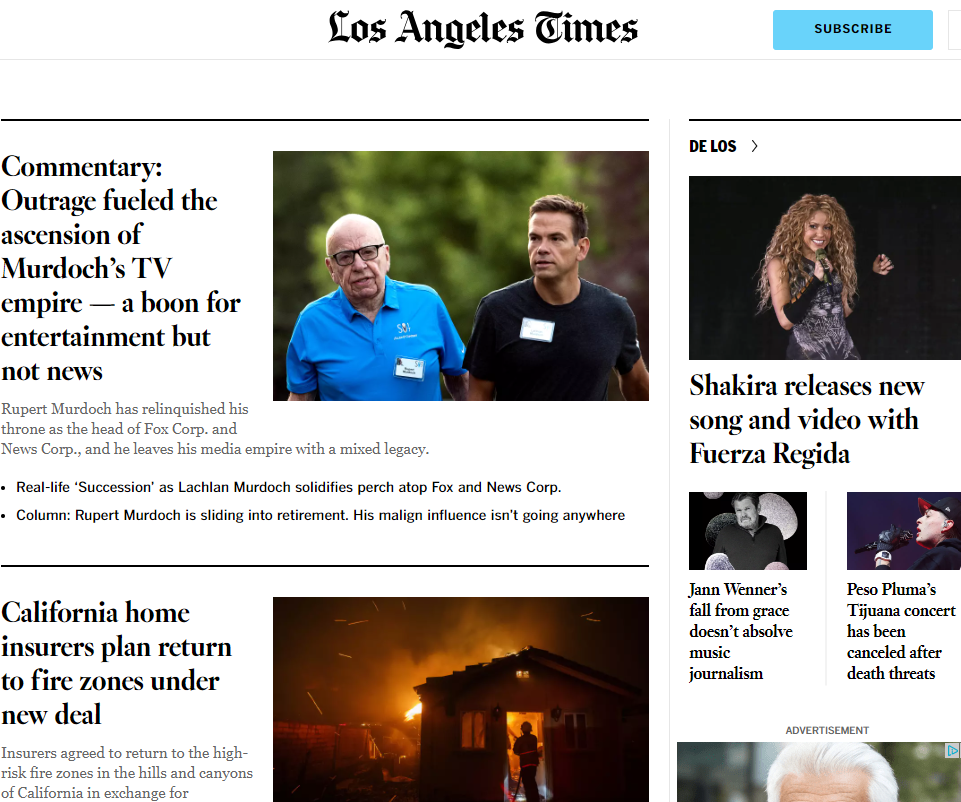 Los Angeles Times
SUBSCRIBE
Commentary:
Outrage fueled the
ascension of
Murdoch’s TV
empire — a boon for
entertainment but
not news
Rupert Murdoch has relinquished his
throne as the head of Fox Corp. and
News Corp., and he leaves his media empire with a mixed legacy.
• Real-life ‘Succession’ as Lachlan Murdoch solidifies perch atop Fox and News Corp.
• Column: Rupert Murdoch is sliding into retirement. His malign influence isn’t going anywhere
California home
insurers plan return
to fire zones under
new deal
Insurers agreed to return to the high-
risk fire zones in the hills and canyons
of California in exchange for
DE LOS
Shakira releases new
song and video with
Fuerza Regida
Jann Wenner’s
fall from grace
doesn’t absolve
music
journalism
Peso Pluma’s
Tijuana concert
has been
canceled after
death threats
ADVERTISEMENT